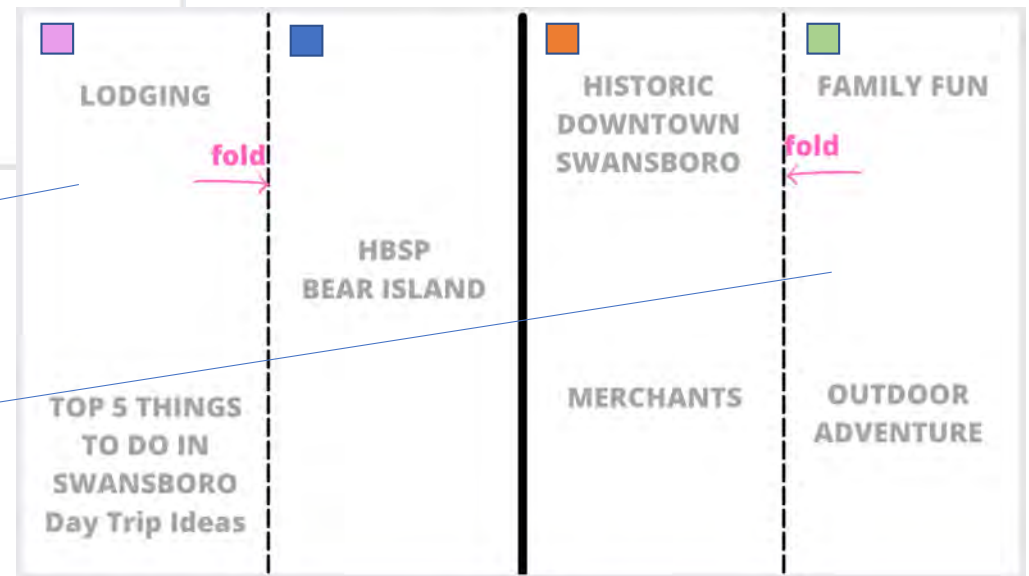 LODGING
fold
TOP 5 THINGS
TO DO IN
SWANSBORO
Day Trip Ideas
HBSP
BEAR ISLAND
HISTORIC
DOWNTOWN
SWANSBORO
MERCHANTS
FAMILY FUN
fold
OUTDOOR
ADVENTURE